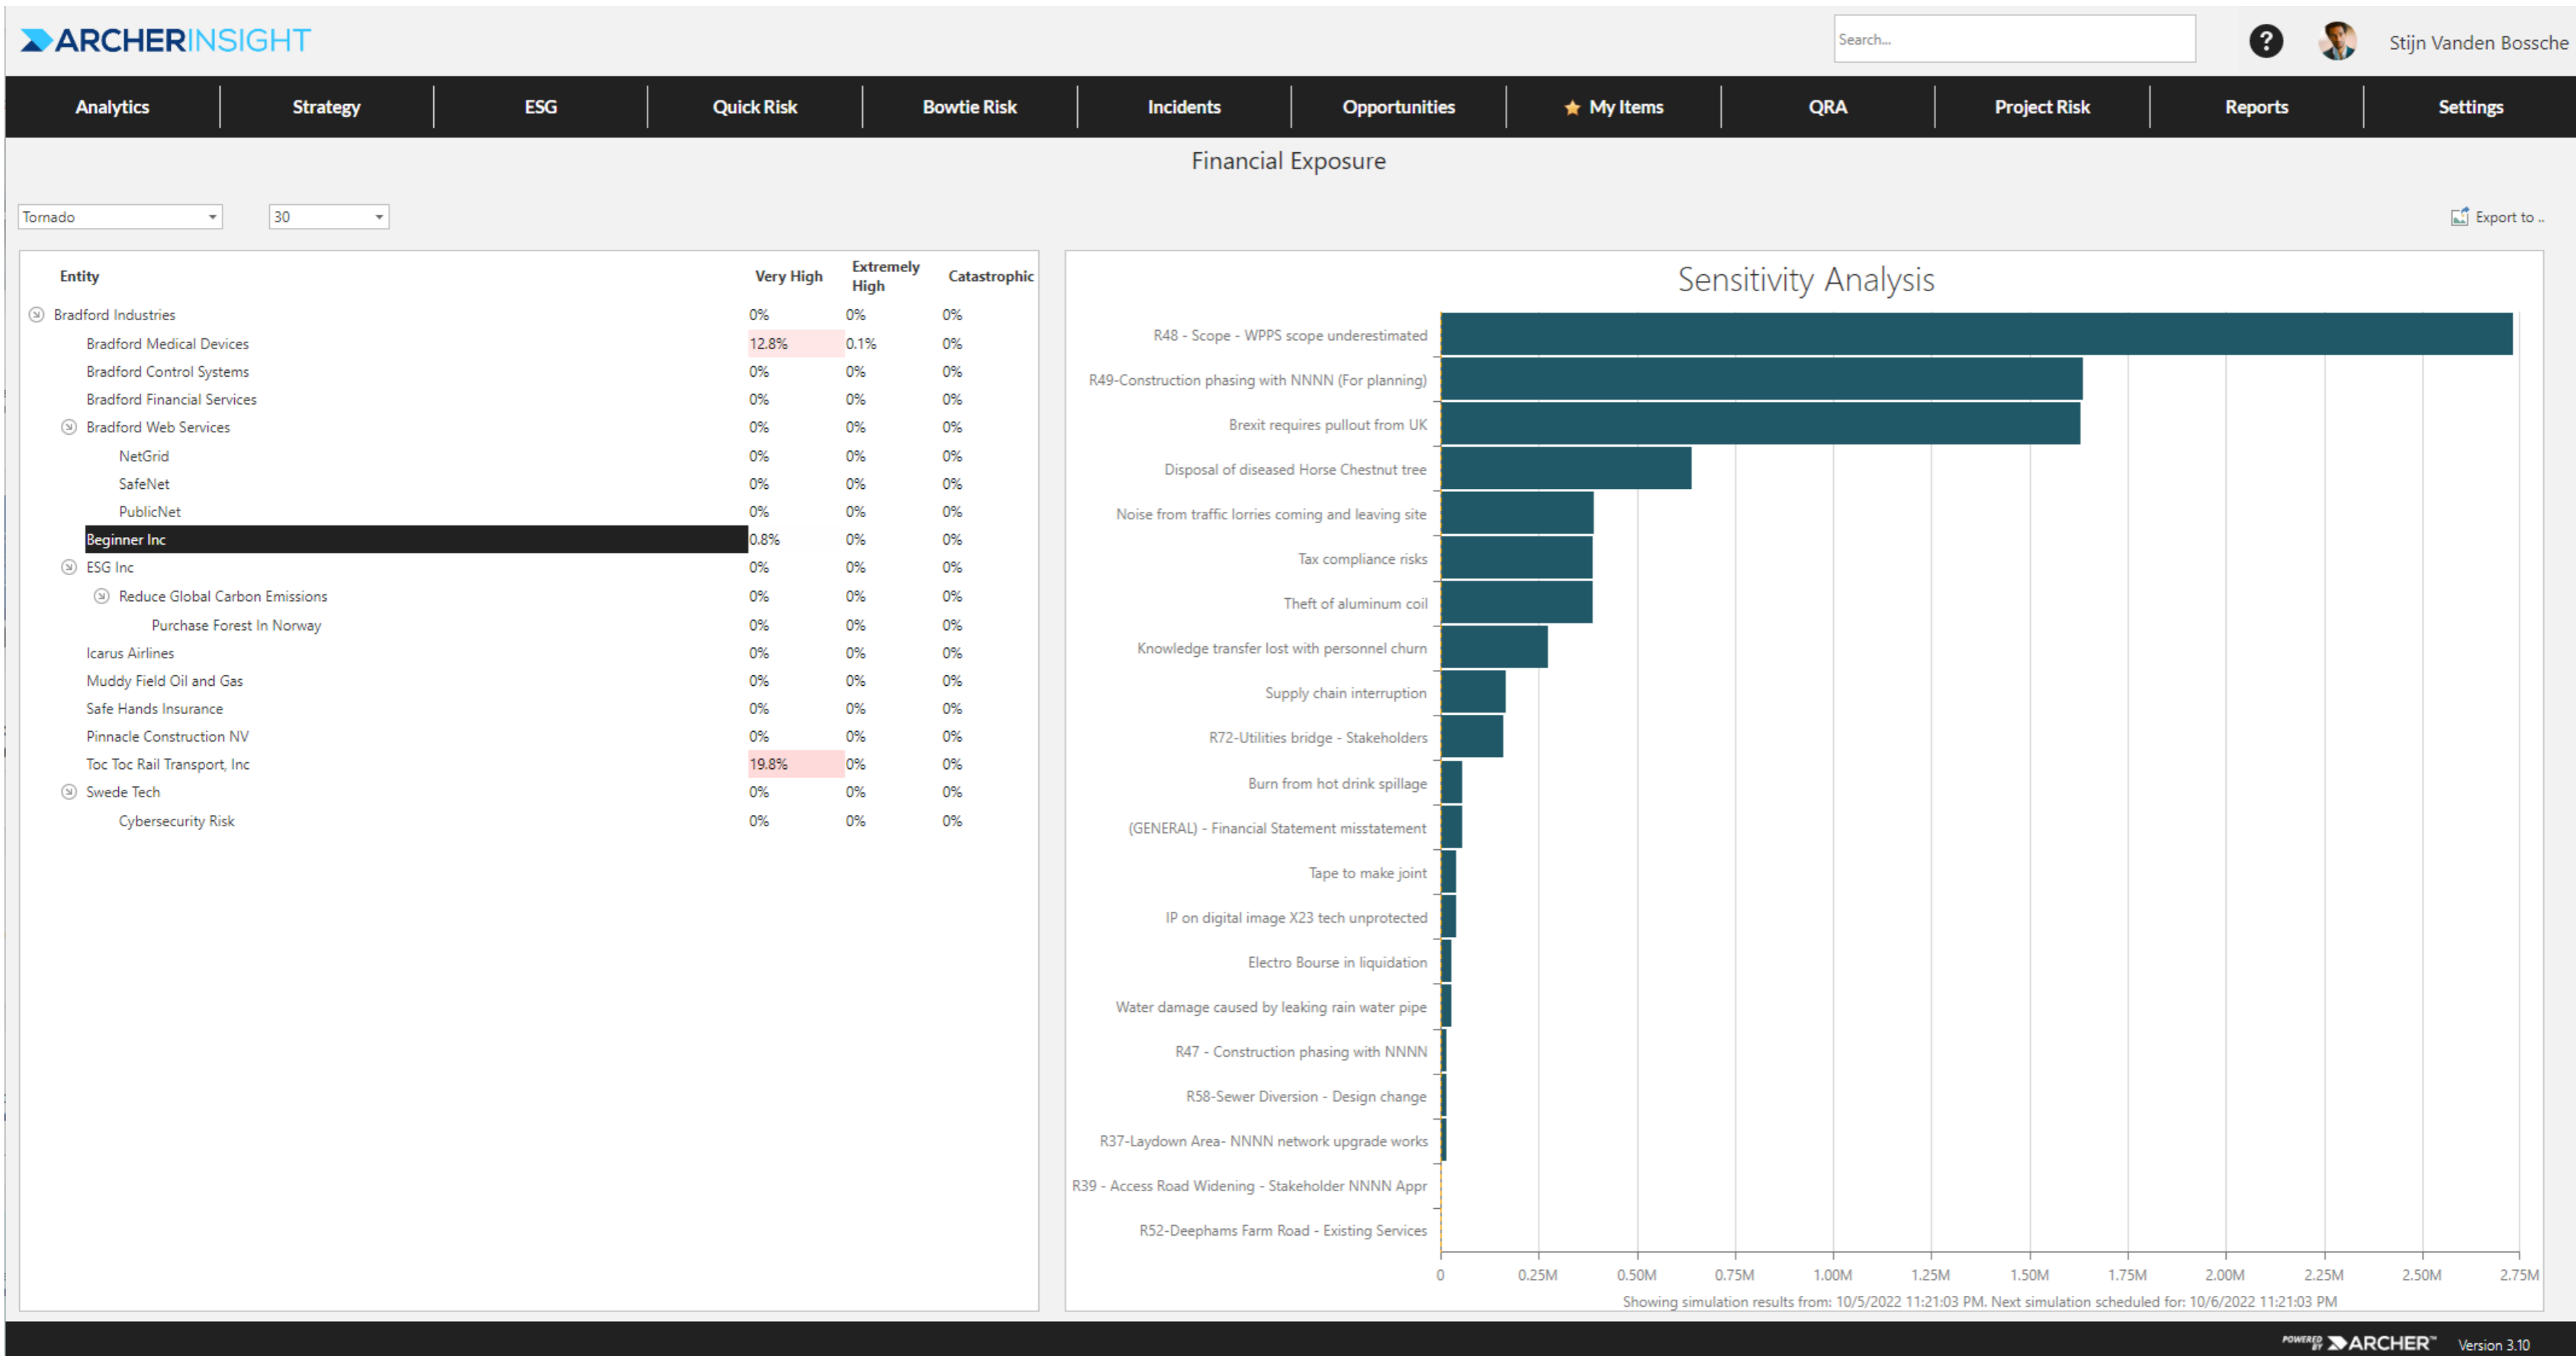 ARCHERINSIGHT
Search...
?
Stijn Vanden Bossche
Analytics Strategy ESG Quick Risk Bowtie Risk Incidents Opportunities My Items QRA Project Risk Reports Settings
Financial Exposure
Tornado 30 Export to ..
Entity Very High Extremely High Catastrophic
Bradford Industries 0% 0% 0%
Bradford Medical Devices 12.8% 0.1% 0%
Bradford Control Systems 0% 0% 0%
Bradford Financial Services 0% 0% 0%
Bradford Web Services 0% 0% 0%
NetGrid 0% 0% 0%
SafeNet 0% 0% 0%
PublicNet 0% 0% 0%
Beginner Inc 0.8% 0% 0%
ESG Inc 0% 0% 0%
Reduce Global Carbon Emissions 0% 0% 0%
Purchase Forest In Norway 0% 0% 0%
Icarus Airlines 0% 0% 0%
Muddy Field Oil and Gas 0% 0% 0%
Safe Hands Insurance 0% 0% 0%
Pinnacle Construction NV 0% 0% 0%
Toc Toc Rail Transport, Inc 19.8% 0% 0%
Swede Tech 0% 0% 0%
Cybersecurity Risk 0% 0% 0%
Sensitivity Analysis
R48 - Scope - WPPS scope underestimated
R49-Construction phasing with NNNN (For planning)
Brexit requires pullout from UK
Disposal of diseased Horse Chestnut tree
Noise from traffic lorries coming and leaving site
Tax compliance risks
Theft of aluminum coil
Knowledge transfer lost with personnel churn
Supply chain interruption
R72-Utilities bridge - Stakeholders
Burn from hot drink spillage
(GENERAL) - Financial Statement misstatement
Tape to make joint
IP on digital image X23 tech unprotected
Electro Bourse in liquidation
Water damage caused by leaking rain water pipe
R47 - Construction phasing with NNNN
R58-Sewer Diversion - Design change
R37-Laydown Area- NNNN network upgrade works
R39 - Access Road Widening - Stakeholder NNNN Appr
R52-Deephams Farm Road - Existing Services
0 0.25M 0.50M 0.75M 1.00M 1.25M 1.50M 1.75M 2.00M 2.25M 2.50M 2.75M
Showing simulation results from: 10/5/2022 11:21:03 PM. Next simulation scheduled for: 10/6/2022 11:21:03 PM
POWERED BY ARCHER™ Version 3.10